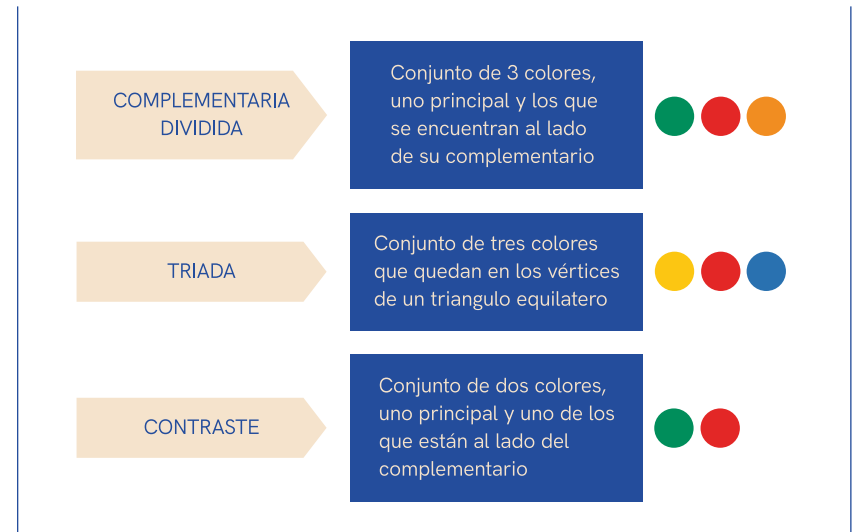 COMPLEMENTARIA
DIVIDIDA
Conjunto de 3 colores,
uno principal y los que
se encuentran al lado
de su complementario
TRIADA
Conjunto de tres colores
que quedan en los vértices
de un triangulo equilatero
CONTRASTE
Conjunto de dos colores,
uno principal y uno de los
que están al lado del
complementario